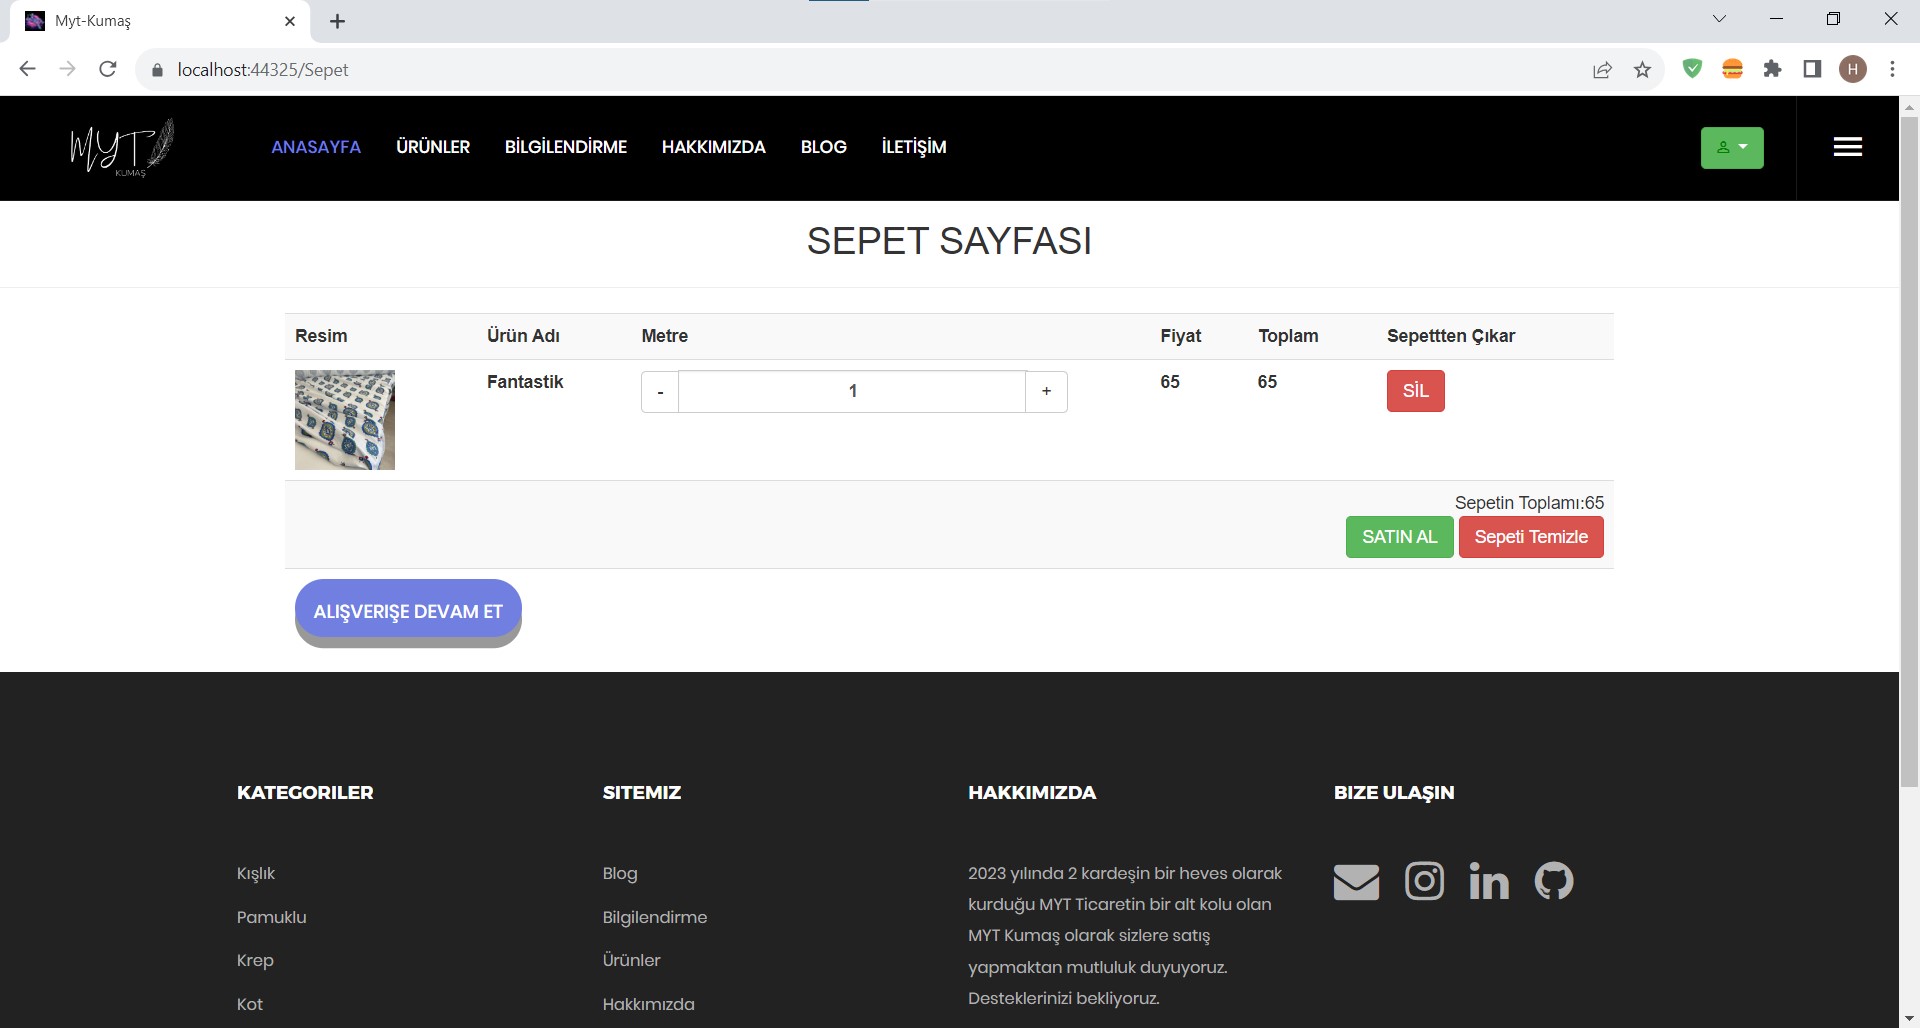 Myt-Kumaş
localhost:44325/Sepet
H
MYT
KUMAŞ
ANASAYFA ÜRÜNLER BİLGİLENDİRME HAKKIMIZDA BLOG İLETİŞİM
SEPET SAYFASI
Resim Ürün Adı Metre Fiyat Toplam Sepettten Çıkar
Fantastik - 1 + 65 65 SİL
Sepetin Toplamı:65
SATIN AL Sepeti Temizle
ALIŞVERIŞE DEVAM ET
KATEGORILER
Kışlık
Pamuklu
Krep
Kot
SITEMIZ
Blog
Bilgilendirme
Ürünler
Hakkımızda
HAKKIMIZDA
2023 yılında 2 kardeşin bir heves olarak
kurduğu MYT Ticaretin bir alt kolu olan
MYT Kumaş olarak sizlere satış
yapmaktan mutluluk duyuyoruz.
Desteklerinizi bekliyoruz.
BIZE ULAŞIN
in